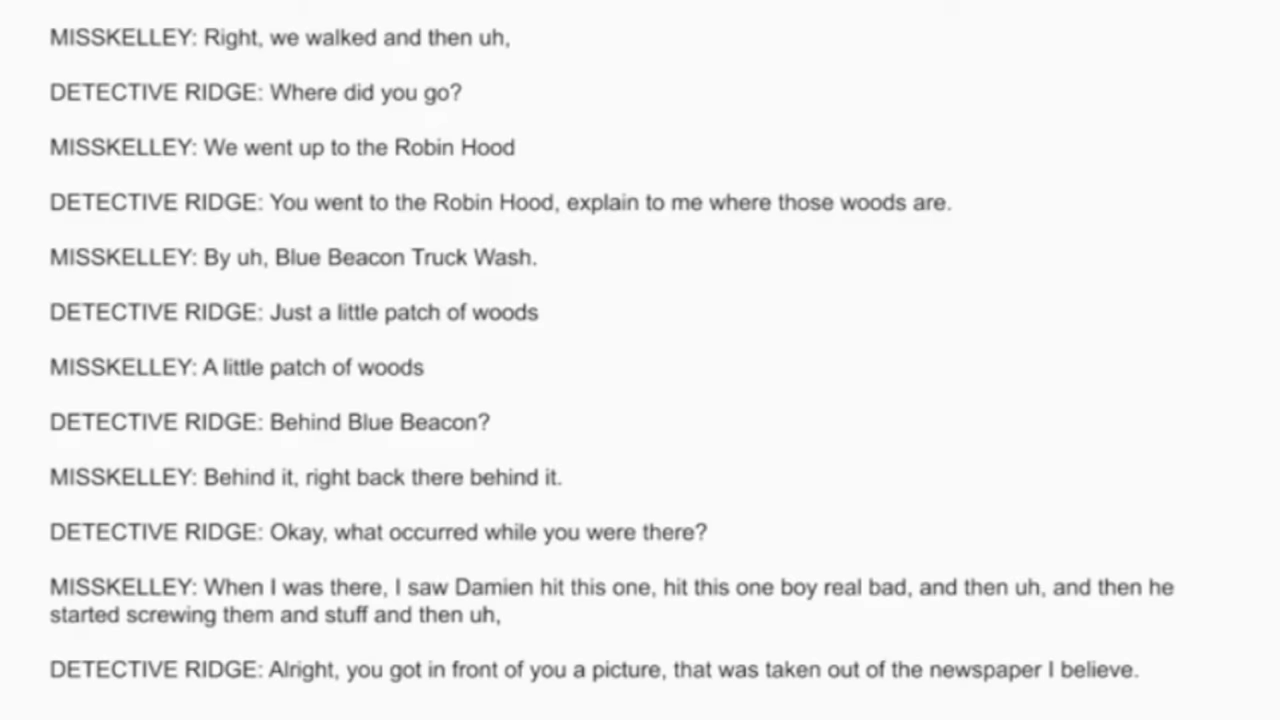 MISSKELLEY: Right, we walked and then uh,
DETECTIVE RIDGE: Where did you go?
MISSKELLEY: We went up to the Robin Hood
DETECTIVE RIDGE: You went to the Robin Hood, explain to me where those woods are.
MISSKELLEY: By uh, Blue Beacon Truck Wash.
DETECTIVE RIDGE: Just a little patch of woods
MISSKELLEY: A little patch of woods
DETECTIVE RIDGE: Behind Blue Beacon?
MISSKELLEY: Behind it, right back there behind it.
DETECTIVE RIDGE: Okay, what occurred while you were there?
MISSKELLEY: When I was there, I saw Damien hit this one, hit this one boy real bad, and then uh, and then he
started screwing them and stuff and then uh,
DETECTIVE RIDGE: Alright, you got in front of you a picture, that was taken out of the newspaper I believe.